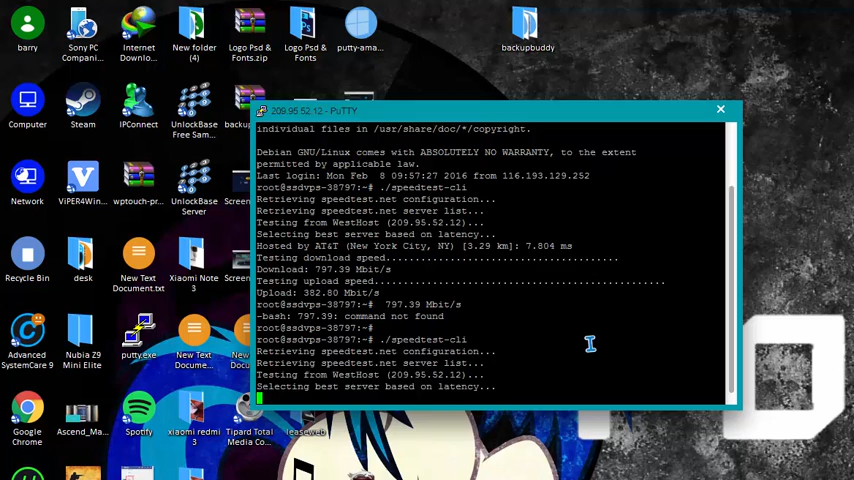 barry
Sony PC
Compani...
Internet
Downlo...
New folder
(4)
Logo Psd &
Fonts.zip
Logo Psd &
Fonts
putty-ama...
backupbuddy
Computer
Steam
IPConnect
UnlockBase
Free Sam...
backup
Network
ViPER4Win...
wptouch-pr...
UnlockBase
Server
Screen
Recycle Bin
desk
New Text
Document.txt
Xiaomi Note
3
Screen
Advanced
SystemCare 9
Nubia Z9
Mini Elite
putty.exe
New Text
Docume...
New
Docu
Google
Chrome
Ascend_Ma...
Spotify
xiaomi redmi
3
Tipard Total
Media Co...
leaseweb
209.95.52.12 - PuTTY
individual files in /usr/share/doc/*/copyright.
Debian GNU/Linux comes with ABSOLUTELY NO WARRANTY, to the extent
permitted by applicable law.
Last login: Mon Feb  8 09:57:27 2016 from 116.193.129.252
root@ssdvps-38797:~# ./speedtest-cli
Retrieving speedtest.net configuration...
Retrieving speedtest.net server list...
Testing from WestHost (209.95.52.12)...
Selecting best server based on latency...
Hosted by AT&T (New York City, NY) [3.29 km]: 7.804 ms
Testing download speed........................................
Download: 797.39 Mbit/s
Testing upload speed..................................................
Upload: 382.80 Mbit/s
root@ssdvps-38797:~#  797.39 Mbit/s
-bash: 797.39: command not found
root@ssdvps-38797:~#
root@ssdvps-38797:~# ./speedtest-cli
Retrieving speedtest.net configuration...
Retrieving speedtest.net server list...
Testing from WestHost (209.95.52.12)...
Selecting best server based on latency...